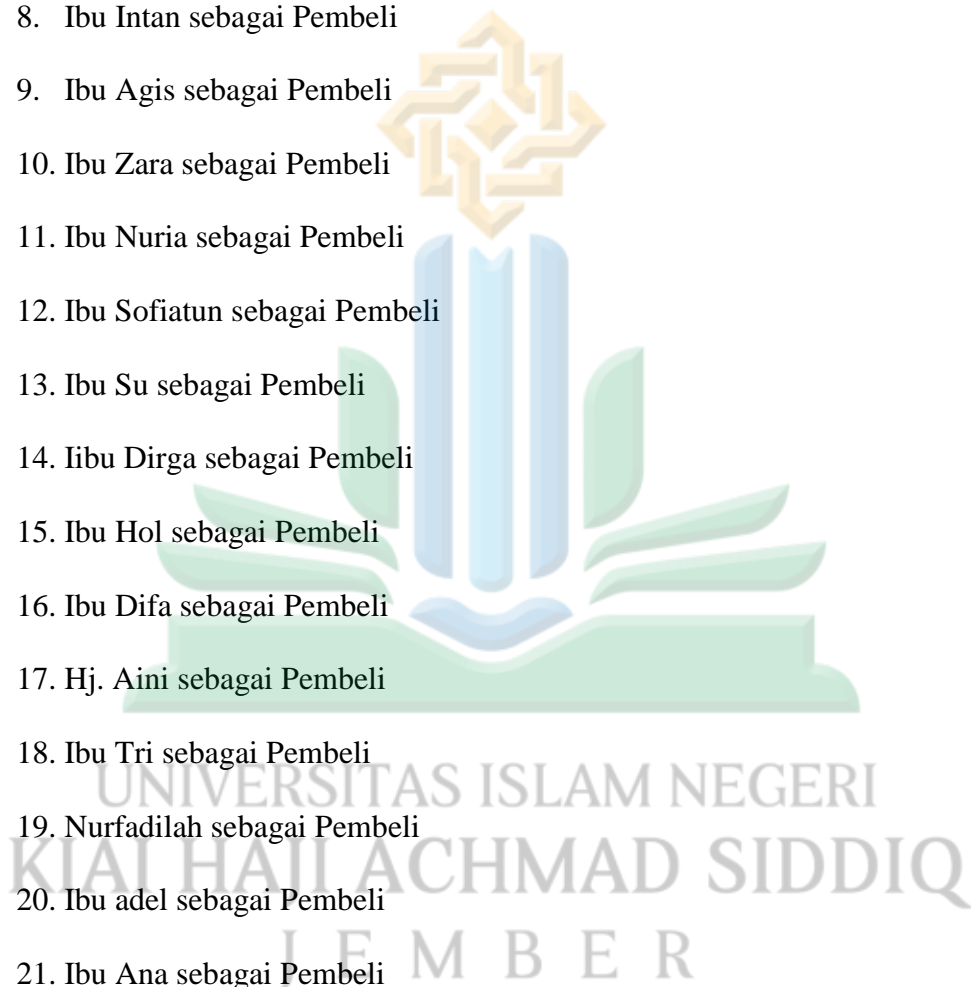 8. Ibu Intan sebagai Pembeli
9. Ibu Agis sebagai Pembeli
10. Ibu Zara sebagai Pembeli
11. Ibu Nuria sebagai Pembeli
12. Ibu Sofiatun sebagai Pembeli
13. Ibu Su sebagai Pembeli
14. Iibu Dirga sebagai Pembeli
15. Ibu Hol sebagai Pembeli
16. Ibu Difa sebagai Pembeli
17. Hj. Aini sebagai Pembeli
18. Ibu Tri sebagai Pembeli
UNIVERSITAS ISLAM NEGERI
19. Nurfadilah sebagai Pembeli
KIAI HAJI ACHMAD SIDDIQ
20. Ibu adel sebagai Pembeli
JEMBER
21. Ibu Ana sebagai Pembeli